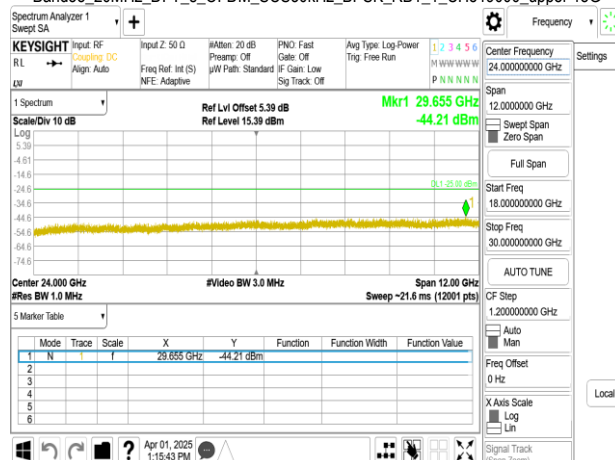 Spectrum Analyzer 1
Swept SA
Frequency
KEYSIGHT
Input: RF
Coupling: DC
Align: Auto
Input Z: 50 Ω
Freq Ref: Int (S)
NFE: Adaptive
#Atten: 20 dB
Preamp: Off
µW Path: Standard
PNO: Fast
Gate: Off
IF Gain: Low
Sig Track: Off
Avg Type: Log-Power
Trig: Free Run
1 2 3 4 5 6
M W W W W W
P N N N N N
RL
LXI
Center Frequency
24.000000000 GHz
Settings
Span
12.0000000 GHz
Swept Span
Zero Span
Full Span
Start Freq
18.000000000 GHz
Stop Freq
30.000000000 GHz
AUTO TUNE
CF Step
1.200000000 GHz
Auto
Man
Freq Offset
0 Hz
X Axis Scale
Log
Lin
Local
Signal Track
1 Spectrum
Scale/Div 10 dB
Log
Ref Lvl Offset 5.39 dB
Ref Level 15.39 dBm
Mkr1 29.655 GHz
-44.21 dBm
5.39
-4.61
-14.6
-24.6
-34.6
-44.6
-54.6
-64.6
-74.6
DL1 -25.00 dBm
1
Center 24.000 GHz
#Res BW 1.0 MHz
#Video BW 3.0 MHz
Span 12.00 GHz
Sweep ~21.6 ms (12001 pts)
5 Marker Table
Mode Trace Scale X Y Function Function Width Function Value
1 N 1 f 29.655 GHz -44.21 dBm
2
3
4
5
6
?
Apr 01, 2025
1:15:43 PM